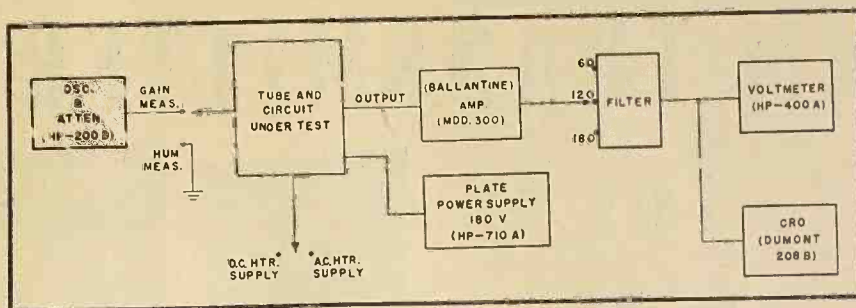 OSC.
&
ATTEN
(HP-200 B)
GAIN
MEAS.
HUM
MEAS.
TUBE AND
CIRCUIT
UNDER TEST
D.C. HTR.
SUPPLY
A.C. HTR.
SUPPLY
OUTPUT
(BALLANTINE)
AMP.
(MOD. 300)
PLATE
POWER SUPPLY
180 V
(HP-710 A)
60
120
180
FILTER
VOLTMETER
(HP-400 A)
CRO
(DUMONT
208 B)